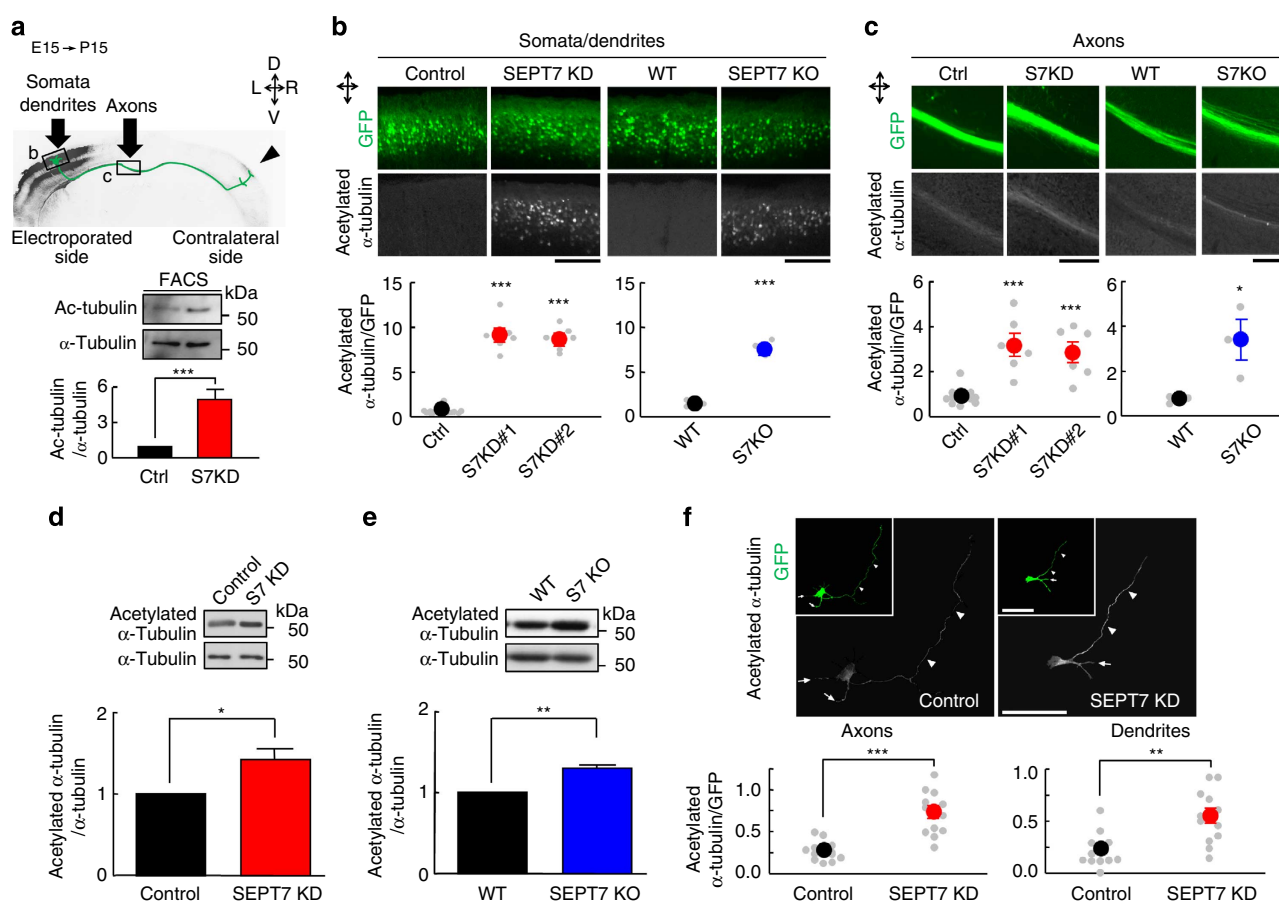 a
E15 → P15
Somata
dendrites
Axons
D
L R
V
b
c
Electroporated
side
Contralateral
side
FACS
kDa
Ac-tubulin
50
α-Tubulin
50
***
Ac-tubulin
/α-tubulin
6
3
0
Ctrl S7KD
b
Somata/dendrites
Control SEPT7 KD WT SEPT7 KO
GFP
Acetylated
α-tubulin
Acetylated
α-tubulin/GFP
15
10
5
0
*** ***
Ctrl S7KD#1 S7KD#2
15
10
5
0
***
WT S7KO
c
Axons
Ctrl S7KD WT S7KO
GFP
Acetylated
α-tubulin
Acetylated
α-tubulin/GFP
6
4
2
0
*** ***
Ctrl S7KD#1 S7KD#2
6
4
2
0
*
WT S7KO
d
Control S7 KD
kDa
Acetylated
α-Tubulin
50
α-Tubulin
50
Acetylated α-tubulin
/α-tubulin
2
1
0
*
Control SEPT7 KD
e
WT S7 KO
kDa
Acetylated
α-Tubulin
50
α-Tubulin
50
Acetylated α-tubulin
/α-tubulin
2
1
0
**
WT SEPT7 KO
f
Acetylated α-tubulin
GFP
Control
SEPT7 KD
Axons
Acetylated
α-tubulin/GFP
1.0
0.5
0.0
***
Control SEPT7 KD
Dendrites
1.0
0.5
0.0
**
Control SEPT7 KD